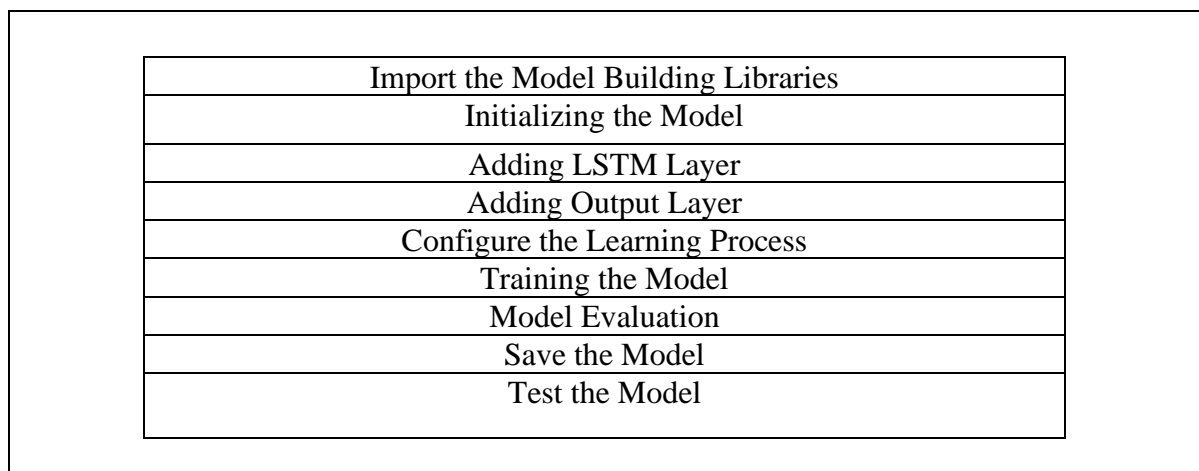 Import the Model Building Libraries
Initializing the Model
Adding LSTM Layer
Adding Output Layer
Configure the Learning Process
Training the Model
Model Evaluation
Save the Model
Test the Model